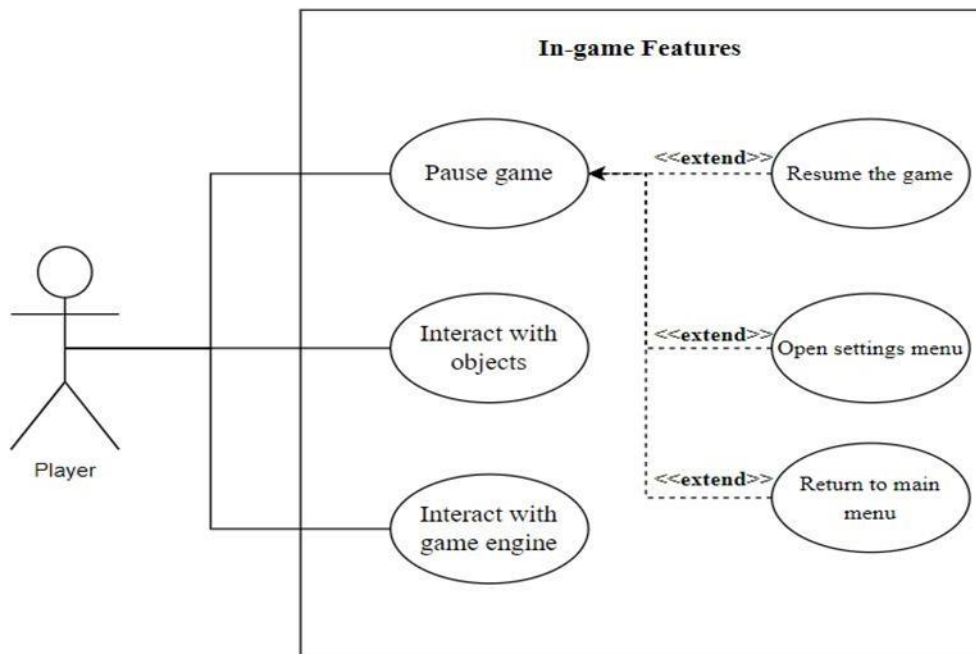 In-game Features
Pause game
<<extend>>
Resume the game
Interact with
objects
<<extend>>
Open settings menu
Player
Interact with
game engine
<<extend>>
Return to main
menu